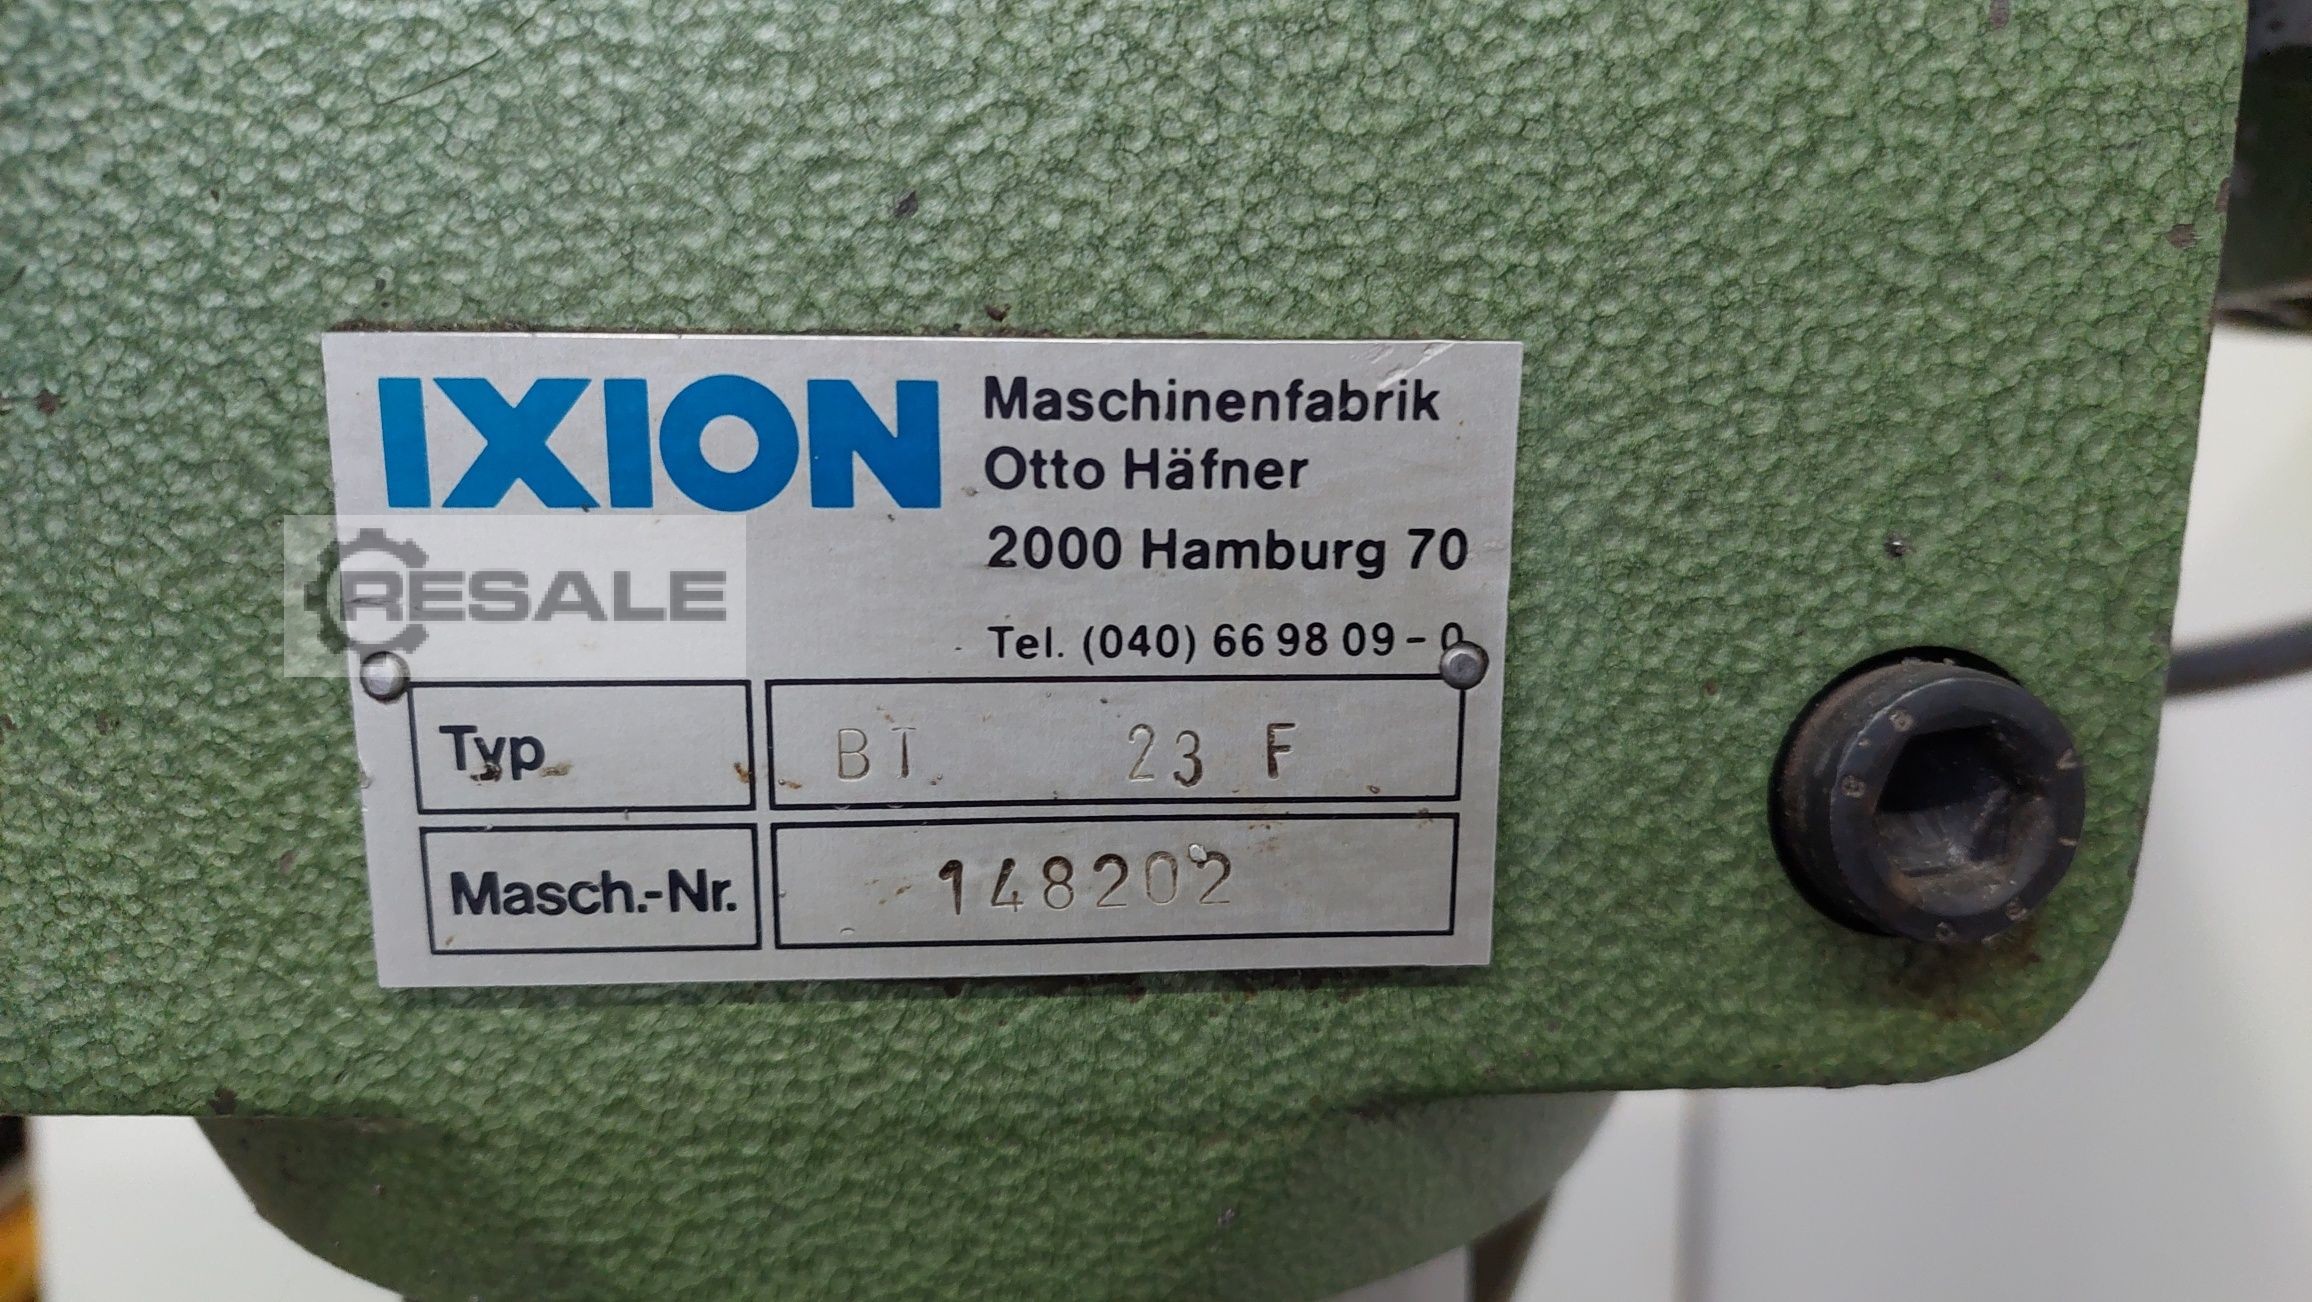 IXION
Maschinenfabrik
Otto Häfner
2000 Hamburg 70
Tel. (040) 66 98 09-0
RESALE
Typ BT 23 F
Masch.-Nr. 148202